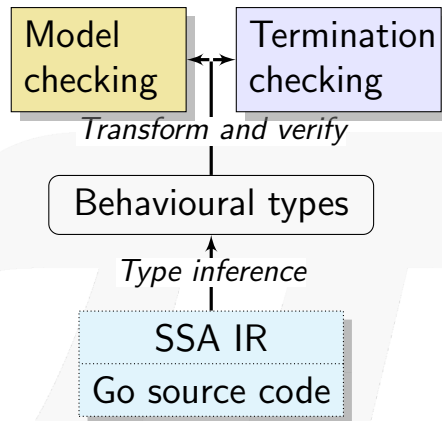 Model
checking
Termination
checking
Transform and verify
Behavioural types
Type inference
SSA IR
Go source code